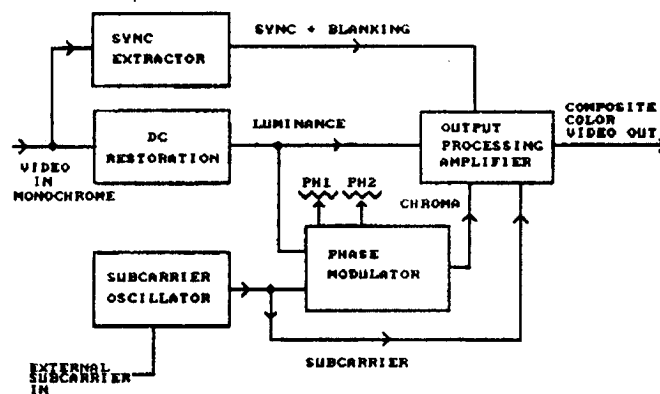 SYNC
EXTRACTOR
SYNC + BLANKING
VIDEO
IN
MONOCHROME
DC
RESTORATION
LUMINANCE
OUTPUT
PROCESSING
AMPLIFIER
COMPOSITE
COLOR
VIDEO OUT
PH1 PH2
CHROMA
PHASE
MODULATOR
SUBCARRIER
OSCILLATOR
SUBCARRIER
EXTERNAL
SUBCARRIER
IN